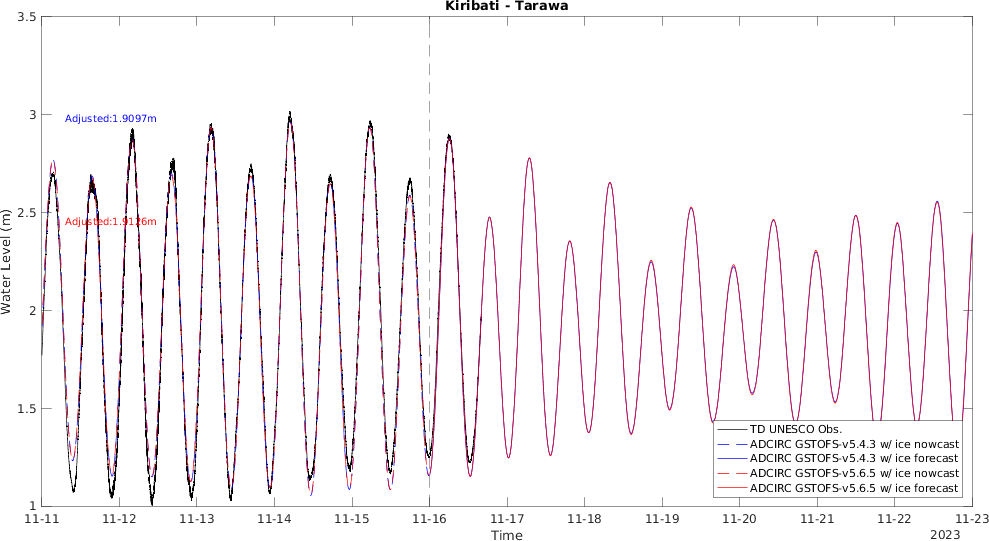 Kiribati - Tarawa
3.5
3
2.5
2
1.5
1
Water Level (m)
Adjusted:1.9097m
Adjusted:1.9126m
TD UNESCO Obs.
ADCIRC GSTOFS-v5.4.3 w/ ice nowcast
ADCIRC GSTOFS-v5.4.3 w/ ice forecast
ADCIRC GSTOFS-v5.6.5 w/ ice nowcast
ADCIRC GSTOFS-v5.6.5 w/ ice forecast
11-11 11-12 11-13 11-14 11-15 11-16 11-17 11-18 11-19 11-20 11-21 11-22 11-23
Time
2023